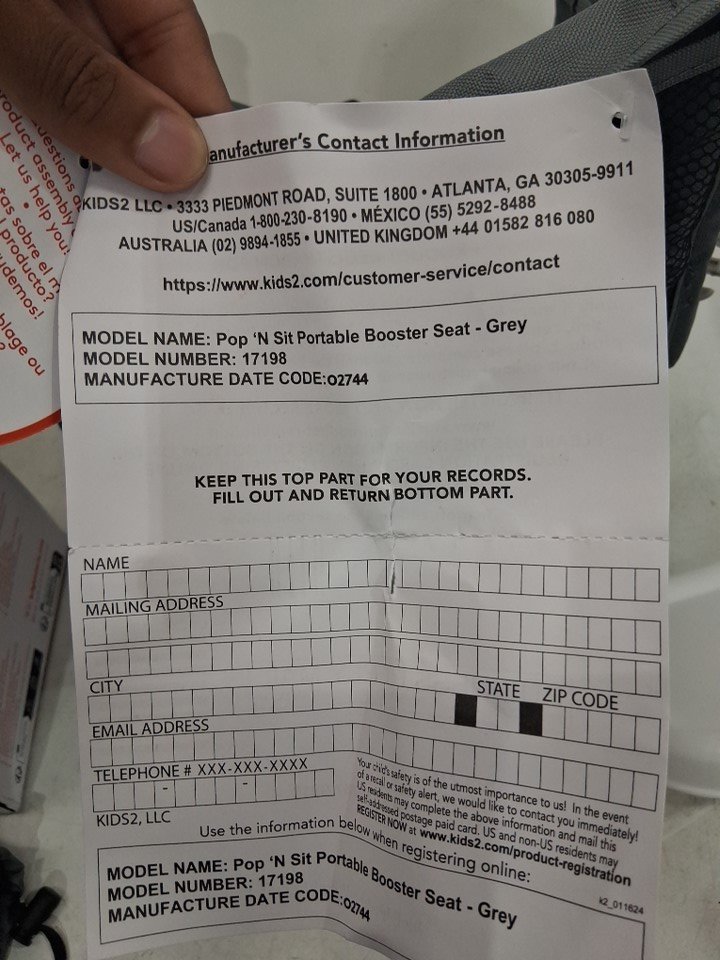 anufacturer's Contact Information
KIDS2 LLC • 3333 PIEDMONT ROAD, SUITE 1800 • ATLANTA, GA 30305-9911
US/Canada 1-800-230-8190 • MÉXICO (55) 5292-8488
AUSTRALIA (02) 9894-1855 • UNITED KINGDOM +44 01582 816 080
https://www.kids2.com/customer-service/contact
MODEL NAME: Pop 'N Sit Portable Booster Seat - Grey
MODEL NUMBER: 17198
MANUFACTURE DATE CODE:O2744
KEEP THIS TOP PART FOR YOUR RECORDS.
FILL OUT AND RETURN BOTTOM PART.
NAME
MAILING ADDRESS
CITY STATE ZIP CODE
EMAIL ADDRESS
TELEPHONE # XXX-XXX-XXXX
- -
KIDS2, LLC
Your child's safety is of the utmost importance to us! In the event
of a recal or safety alert, we would like to contact you immediately!
US residents may complete the above information and mail this
self-addressed postage paid card. US and non-US residents may
REGISTER NOW at www.kids2.com/product-registration
Use the information below when registering online:
k2_011624
MODEL NAME: Pop 'N Sit Portable Booster Seat - Grey
MODEL NUMBER: 17198
MANUFACTURE DATE CODE:O2744
uestions
roduct assembly
Let us help you!
tas sobre el
producto?
udemos!
blage ou